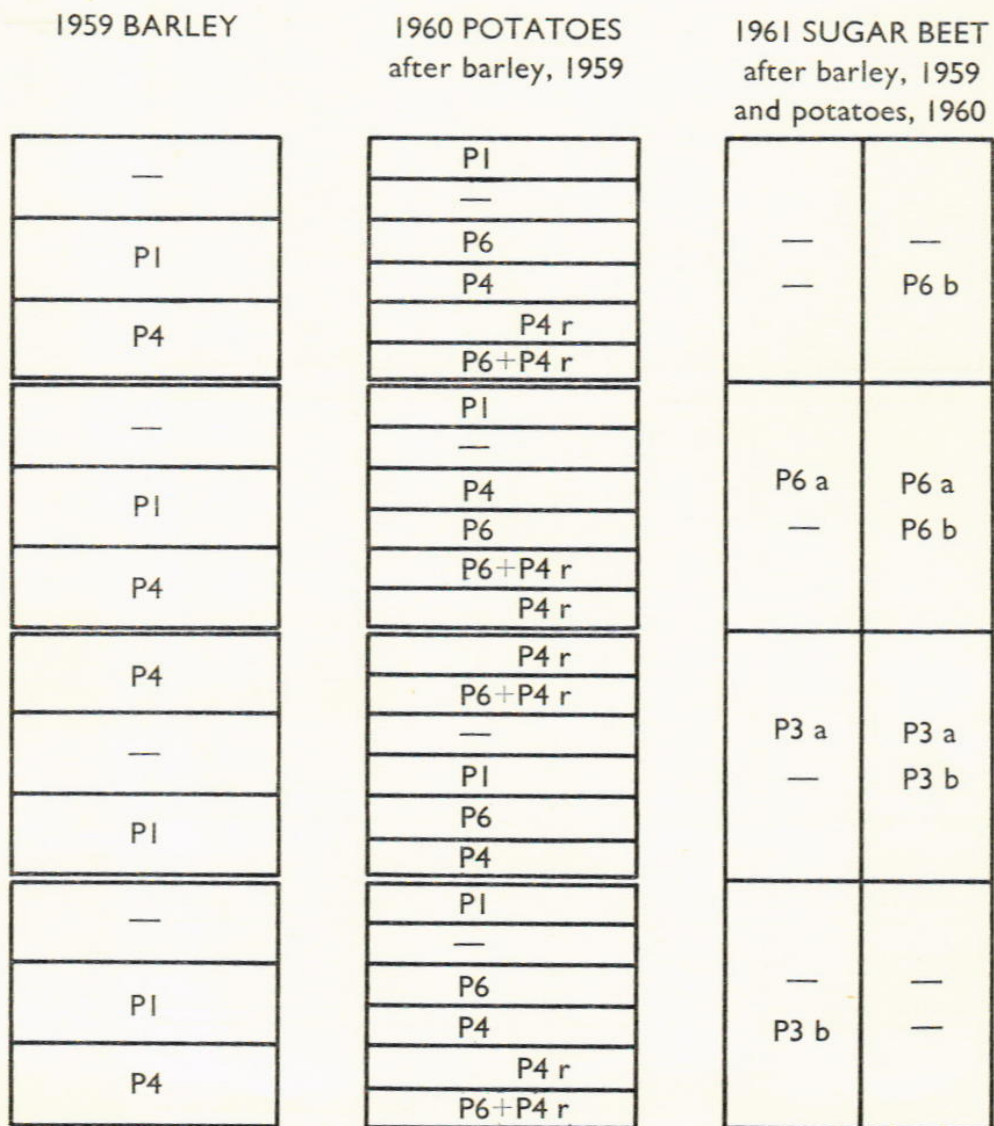 1959 BARLEY
1960 POTATOES
after barley, 1959
1961 SUGAR BEET
after barley, 1959
and potatoes, 1960
—
P1
P4
—
P1
P4
P4
—
P1
—
P1
P4
P1
—
P6
P4
P4 r
P6+P4 r
P1
—
P4
P6
P6+P4 r
P4 r
P4 r
P6+P4 r
—
P1
P6
P4
P1
—
P6
P4
P4 r
P6+P4 r
— —
— P6 b
P6 a P6 a
— P6 b
P3 a P3 a
— P3 b
— —
P3 b —